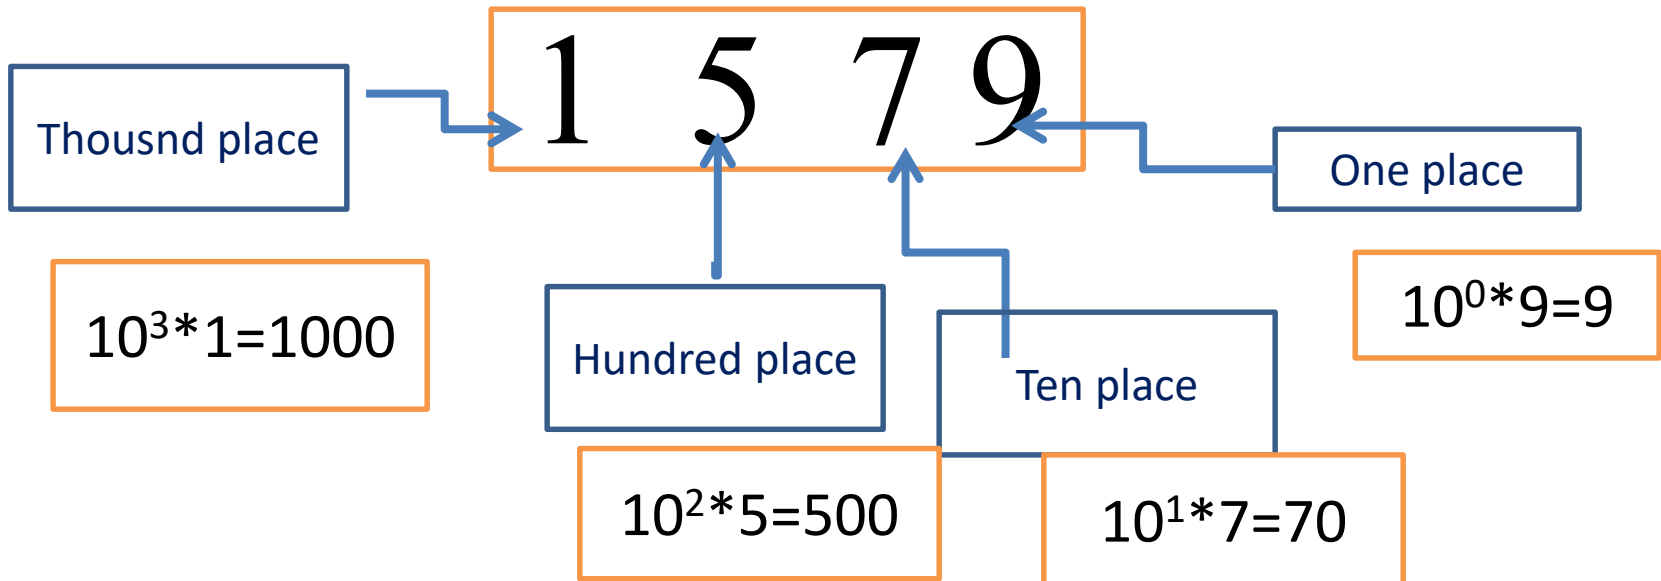 1 5 7 9
Thousnd place
One place
10³*1=1000
10⁰*9=9
Hundred place
Ten place
10²*5=500
10¹*7=70